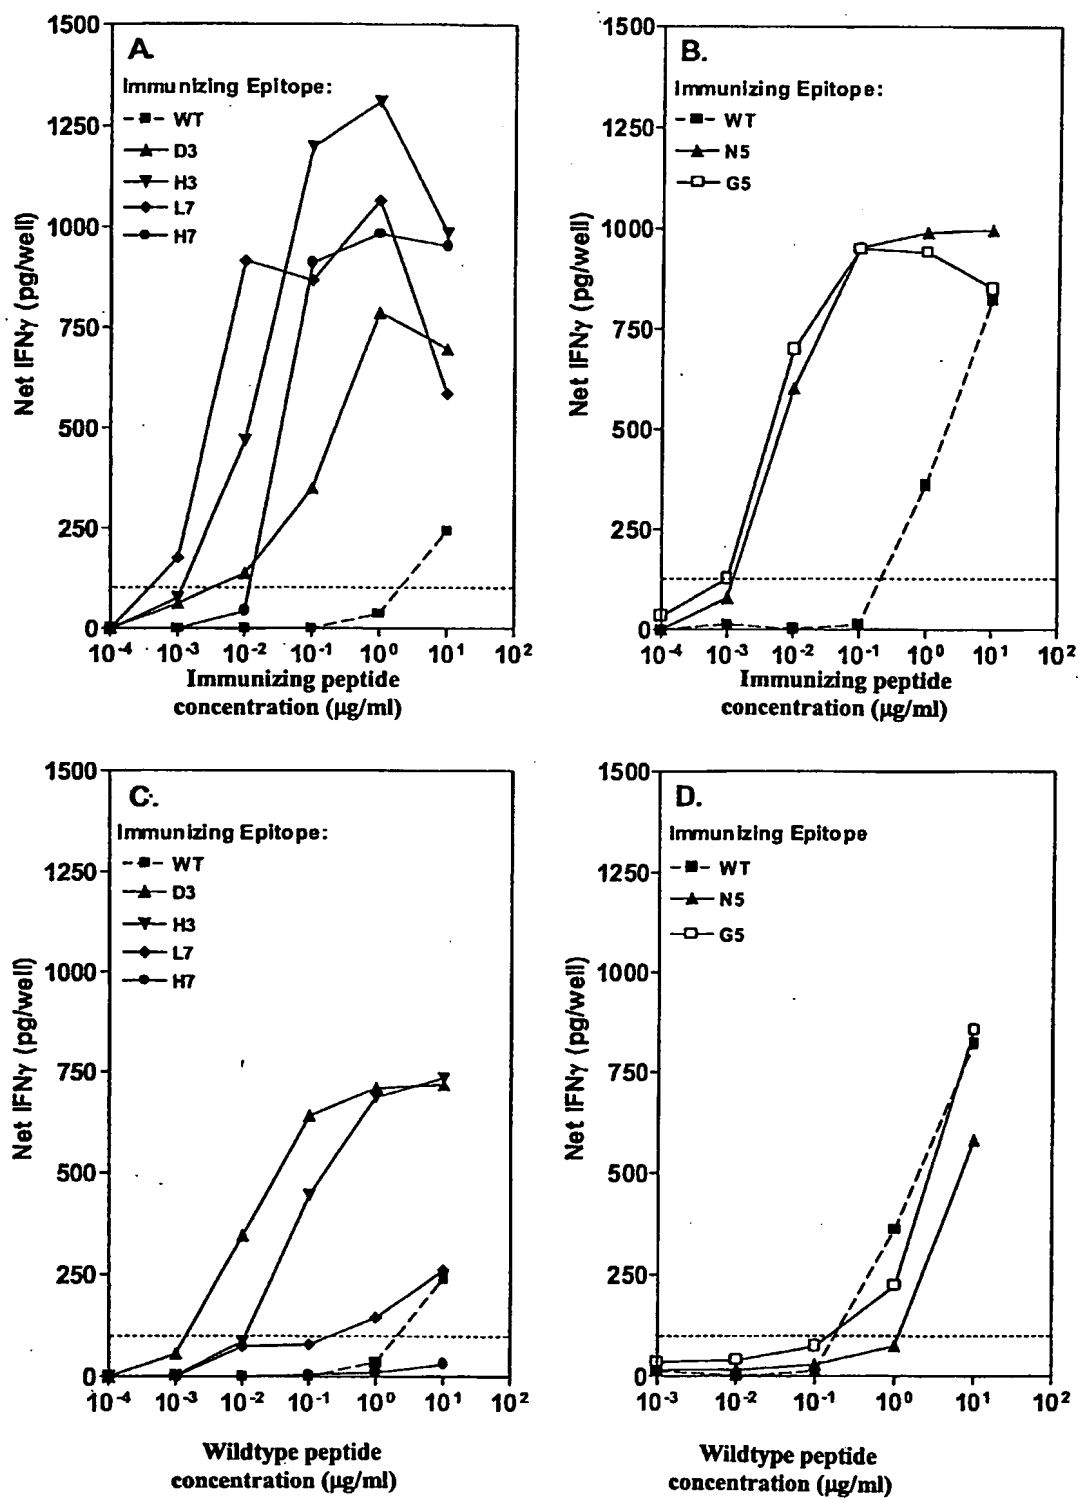 A.
Immunizing Epitope:
WT
D3
H3
L7
H7
Net IFNγ (pg/well)
1500
1250
1000
750
500
250
0
10-4 10-3 10-2 10-1 100 101 102
Immunizing peptide
concentration (μg/ml)
B.
Immunizing Epitope:
WT
N5
G5
Net IFNγ (pg/well)
1500
1250
1000
750
500
250
0
10-4 10-3 10-2 10-1 100 101 102
Immunizing peptide
concentration (μg/ml)
C.
Immunizing Epitope:
WT
D3
H3
L7
H7
Net IFNγ (pg/well)
1500
1250
1000
750
500
250
0
10-4 10-3 10-2 10-1 100 101 102
Wildtype peptide
concentration (μg/ml)
D.
Immunizing Epitope
WT
N5
G5
Net IFNγ (pg/well)
1500
1250
1000
750
500
250
0
10-3 10-2 10-1 100 101 102
Wildtype peptide
concentration (μg/ml)